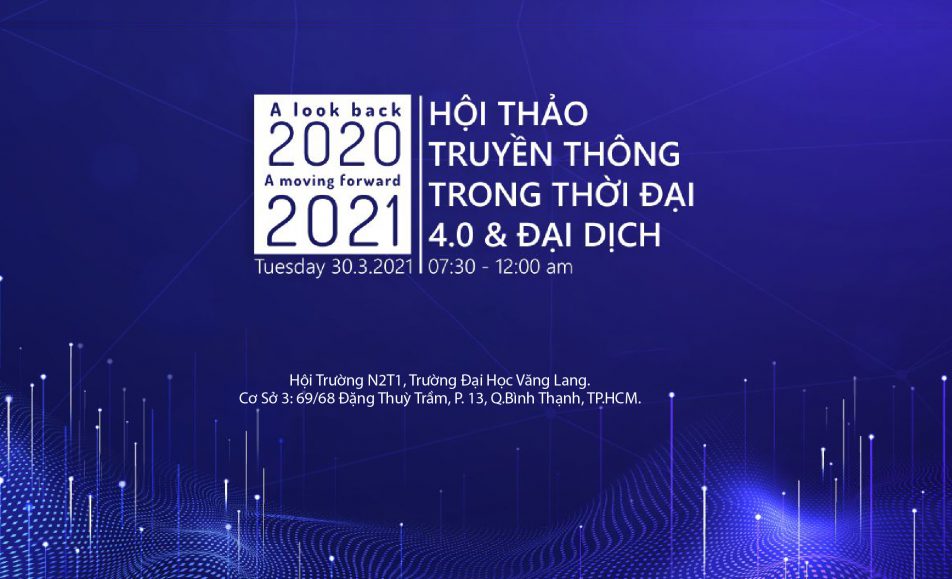 A look back
2020
A moving forward
2021
Tuesday 30.3.2021
HỘI THẢO
TRUYỀN THÔNG
TRONG THỜI ĐẠI
4.0 & ĐẠI DỊCH
07:30 - 12:00 am
Hội Trường N2T1, Trường Đại Học Văng Lang.
Cơ Sở 3: 69/68 Đặng Thuỳ Trầm, P. 13, Q.Bình Thạnh, TP.HCM.